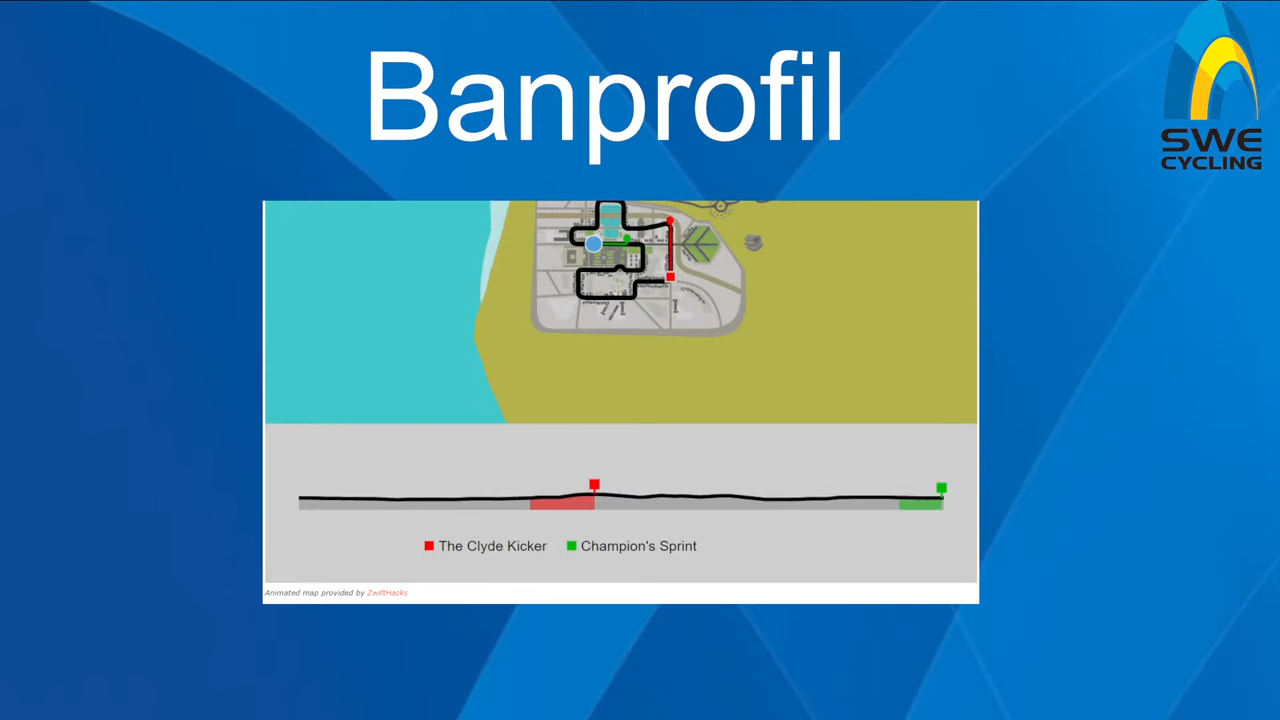 Banprofil
SWE
CYCLING
The Clyde Kicker
Champion's Sprint
Animated map provided by ZwiftHacks